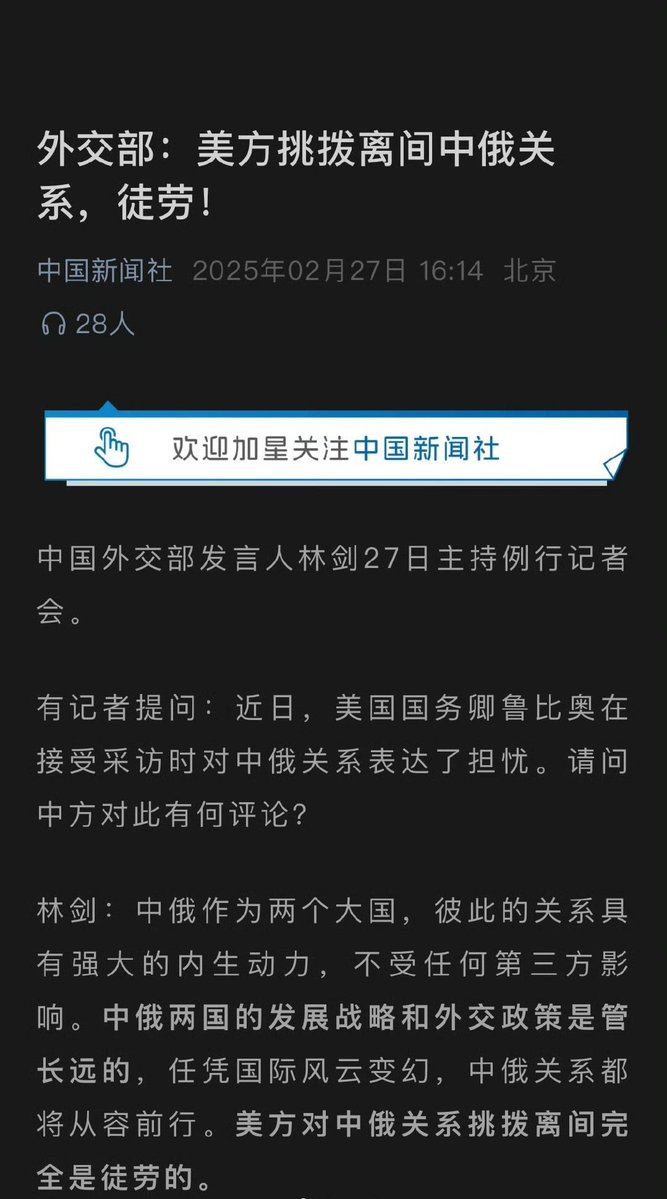 外交部：美方挑拨离间中俄关
系，徒劳！
中国新闻社 2025年02月27日 16:14 北京
28人
欢迎加星关注中国新闻社
中国外交部发言人林剑27日主持例行记者
会。
有记者提问：近日，美国国务卿鲁比奥在
接受采访时对中俄关系表达了担忧。请问
中方对此有何评论？
林剑：中俄作为两个大国，彼此的关系具
有强大的内生动力，不受任何第三方影
响。中俄两国的发展战略和外交政策是管
长远的，任凭国际风云变幻，中俄关系都
将从容前行。美方对中俄关系挑拨离间完
全是徒劳的。